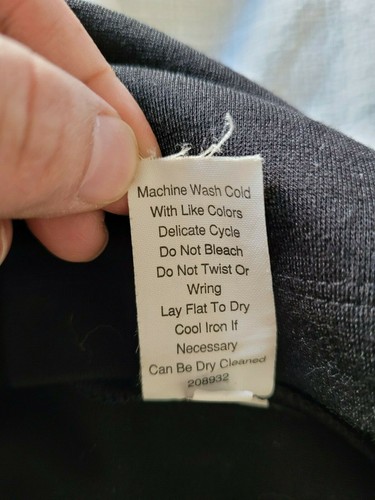 Machine Wash Cold
With Like Colors
Delicate Cycle
Do Not Bleach
Do Not Twist Or
Wring
Lay Flat To Dry
Cool Iron If
Necessary
Can Be Dry Cleaned
208932